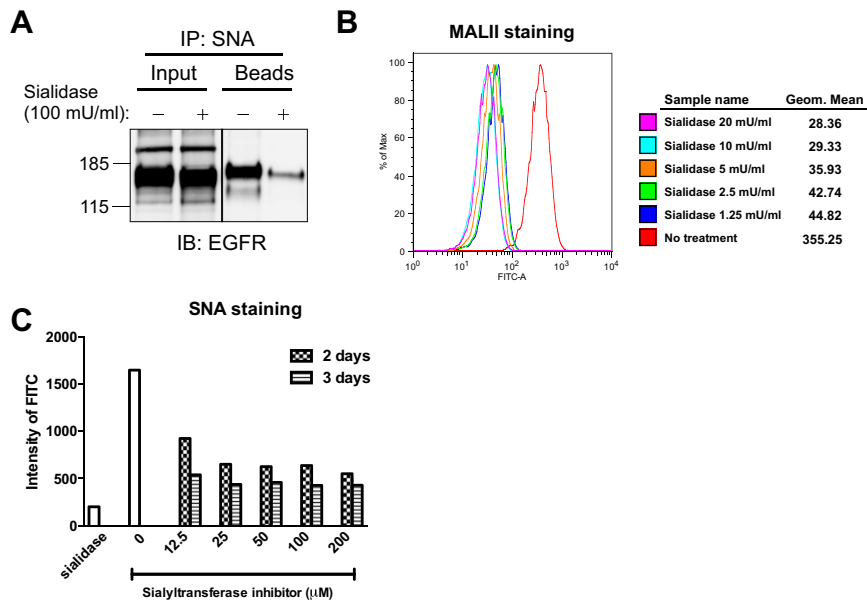 A
IP: SNA
Input Beads
Sialidase
(100 mU/ml): – + – +
185
115
IB: EGFR
B
MALII staining
% of Max
100
80
60
40
20
0
10^0 10^1 10^2 10^3 10^4
FITC-A
Sample name Geom. Mean
Sialidase 20 mU/ml 28.36
Sialidase 10 mU/ml 29.33
Sialidase 5 mU/ml 35.93
Sialidase 2.5 mU/ml 42.74
Sialidase 1.25 mU/ml 44.82
No treatment 355.25
C
SNA staining
Intensity of FITC
2000
1500
1000
500
0
2 days
3 days
sialidase 0 12.5 25 50 100 200
Sialyltransferase inhibitor (μM)